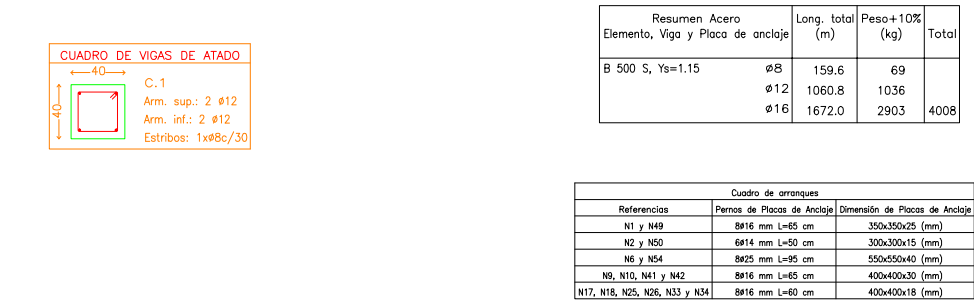 CUADRO DE VIGAS DE ATADO
40
40
C.1
Arm. sup.: 2 ø12
Arm. inf.: 2 ø12
Estribos: 1xø8c/30
Resumen Acero Long. total Peso+10%
Elemento, Viga y Placa de anclaje (m) (kg) Total
B 500 S, Ys=1.15 ø8 159.6 69
ø12 1060.8 1036
ø16 1672.0 2903 4008
Cuadro de arranques
Referencias Pernos de Placas de Anclaje Dimensión de Placas de Anclaje
N1 y N49 8ø16 mm L=65 cm 350x350x25 (mm)
N2 y N50 6ø14 mm L=50 cm 300x300x15 (mm)
N6 y N54 8ø25 mm L=95 cm 550x550x40 (mm)
N9, N10, N41 y N42 8ø16 mm L=65 cm 400x400x30 (mm)
N17, N18, N25, N26, N33 y N34 8ø16 mm L=60 cm 400x400x18 (mm)